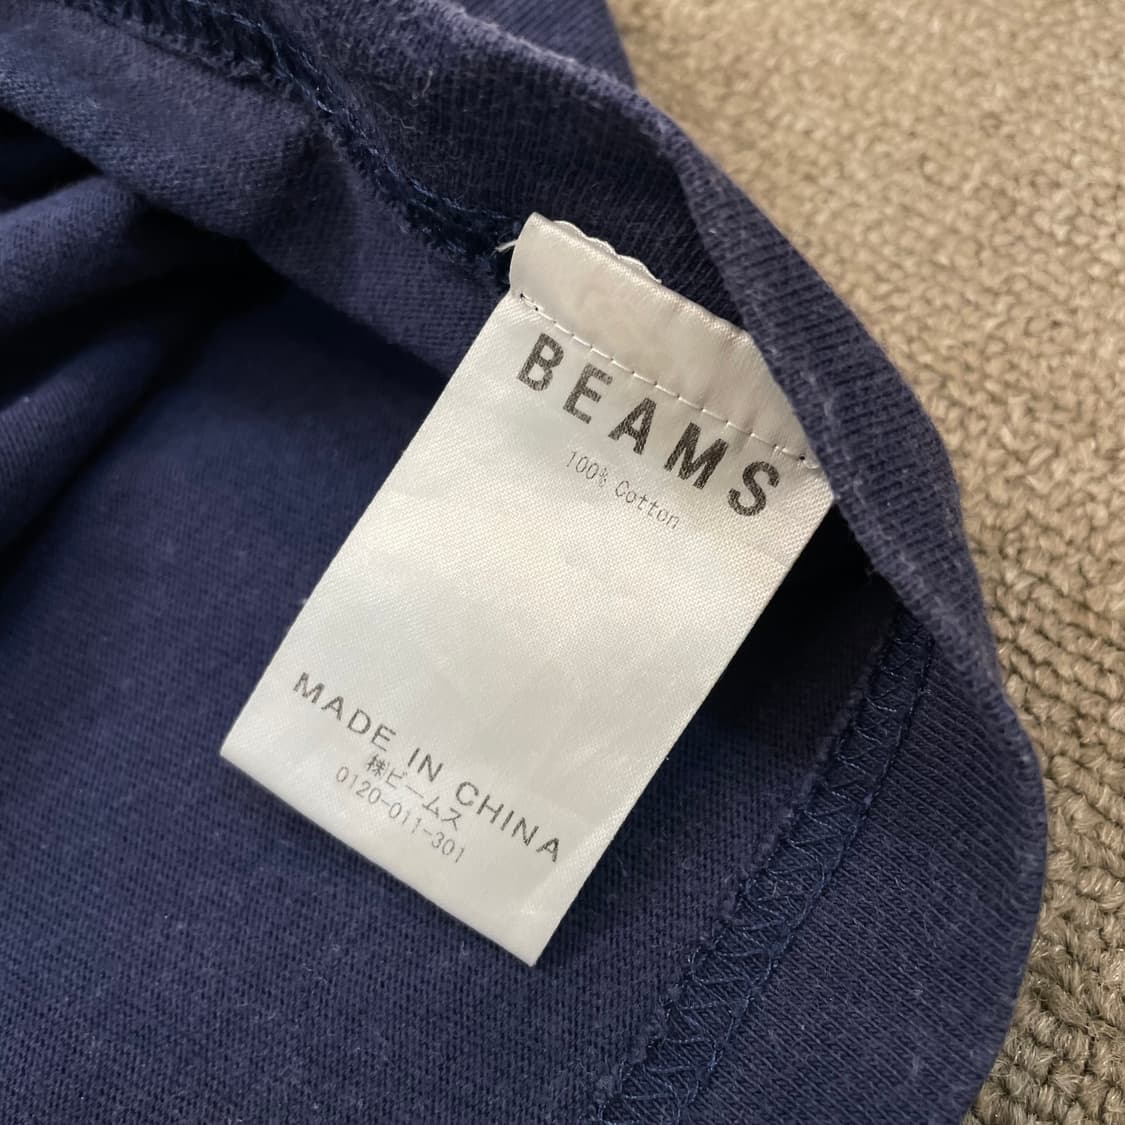 BEAMS
100% Cotton
MADE IN CHINA
㈱ビームス
0120-011-301